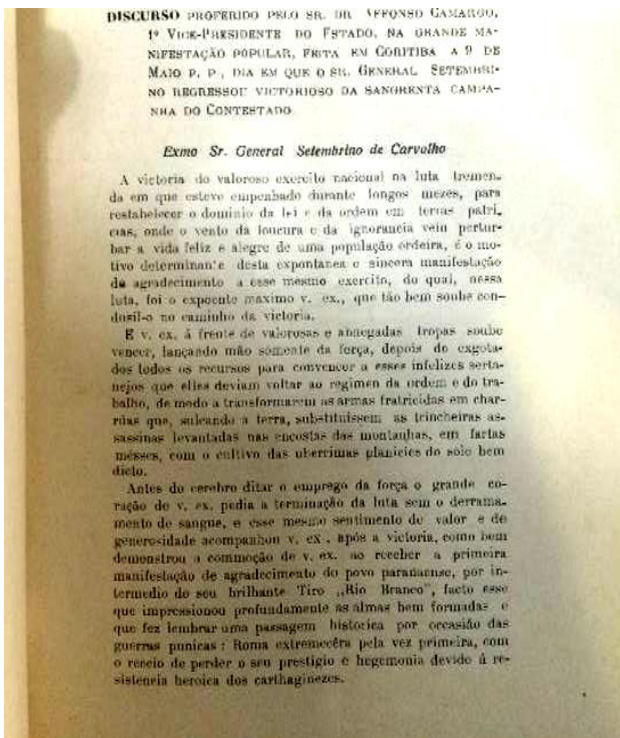 DISCURSO PROFERIDO PELO SR. DR AFFONSO CAMARGO,
1º VICE-PRESIDENTE DO ESTADO, NA GRANDE MA-
NIFESTAÇÃO POPULAR, FEITA EM CORITIBA A 9 DE
MAIO P. P., DIA EM QUE O SR. GENERAL SETEMBRI-
NO REGRESSOU VICTORIOSO DA SANGRENTA CAMPA-
NHA DO CONTESTADO
Exmo Sr. General Setembrino de Carvolho
A victoria do valoroso exercito nacional na luta tremen-
da em que esteve empenhado durante longos mezes, para
restabelecer o dominio da lei e da ordem em terras patri-
cias, onde o vento da loucura e da ignorancia veiu pertur-
bar a vida feliz e alegre de uma população ordeira, é o mo-
tivo determinan'e desta expontanea e sincera manifestação
de agradecimento a esse mesmo exercito, do qual, nessa
luta, foi o expoente maximo v. ex., que tão bem soube con-
dusil-o no caminho da victoria.
E v. ex. á frente de valorosas e abnegadas tropas soube
vencer, lançando mão sómente da força, depois de exgota-
dos todos os recursos para convencer a esses infelizes serta-
nejos que elles deviam voltar ao regimen da ordem e do tra-
balho, de modo a transformarem as armas fratricidas em char-
rúas que, sulcando a terra, substituissem as trincheiras as-
sassinas levantadas nas encostas das montanhas, em fartas
mésses, com o cultivo das uberrimas planicies do solo bem
dicto.
Antes do cerebro ditar o emprego da força o grande co-
ração de v. ex. pedia a terminação da luta sem o derrama-
mento de sangue, e esse mesmo sentimento de valor e de
generosidade acompanhou v. ex., após a victoria, como bem
demonstrou a commoção de v. ex. ao receber a primeira
manifestação de agradecimento do povo paranaense, por in-
termedio do seu brilhante Tiro „Rio Branco", facto esse
que impressionou profundamente as almas bem formadas e
que fez lembrar uma passagem historica por occasião das
guerras punicas : Roma extremecêra pela vez primeira, com
o receio de perder o seu prestigio e hegemonia devido á re-
sistencia heroica dos carthaginezes.